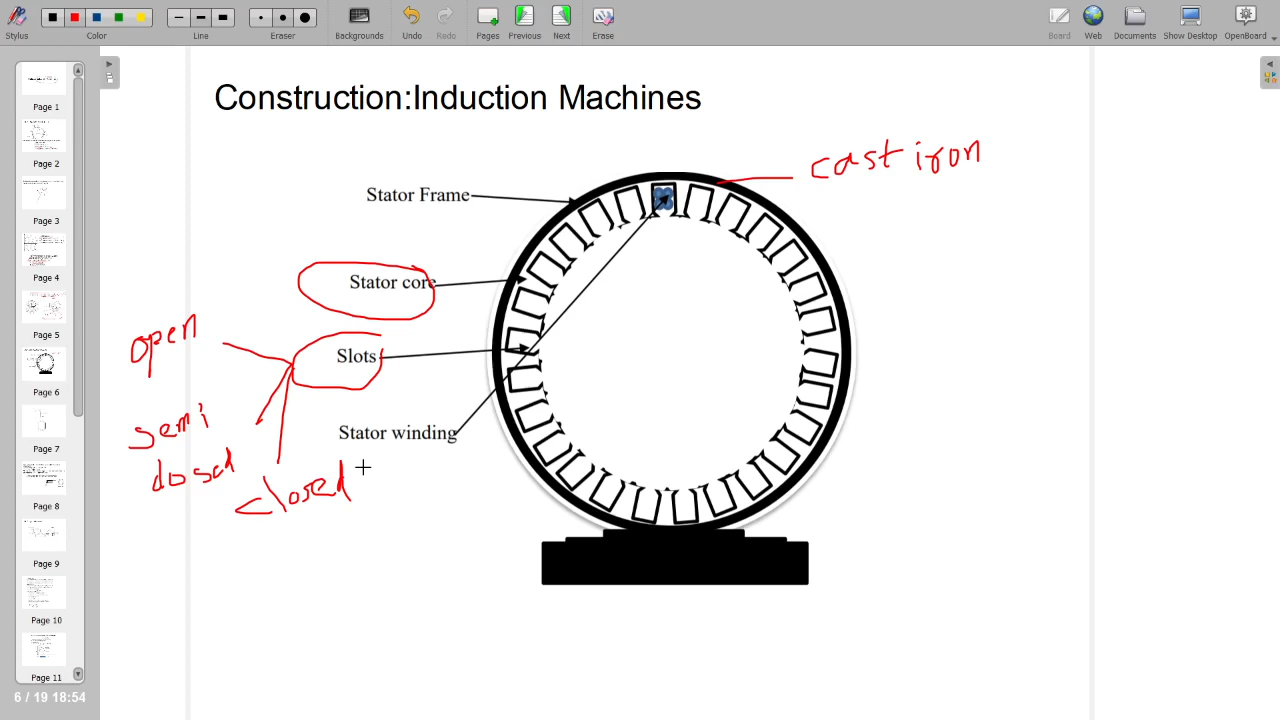 Stylus
Color
Line
Eraser
Backgrounds
Undo
Redo
Pages
Previous
Next
Erase
Board
Web
Documents
Show Desktop
OpenBoard
Page 1
Page 2
Page 3
Page 4
Page 5
Page 6
Page 7
Page 8
Page 9
Page 10
Page 11
6 / 19 18:54
Construction:Induction Machines
cast iron
Stator Frame
Stator core
open
Slots
semi
closed
Stator winding
closed